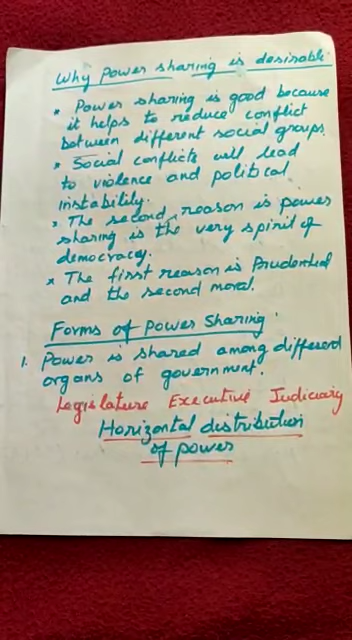 Why Power sharing is desirable
* Power sharing is good because
it helps to reduce conflict
between different social groups.
* Social conflicts will lead
to violence and political
instability.
* The second reason is power
sharing is the very spirit of
democracy.
* The first reason is Prudential
and the second moral.
Forms of Power Sharing
1. Power is shared among different
organs of government.
Legislature Executive Judiciary
Horizontal distribution
of power